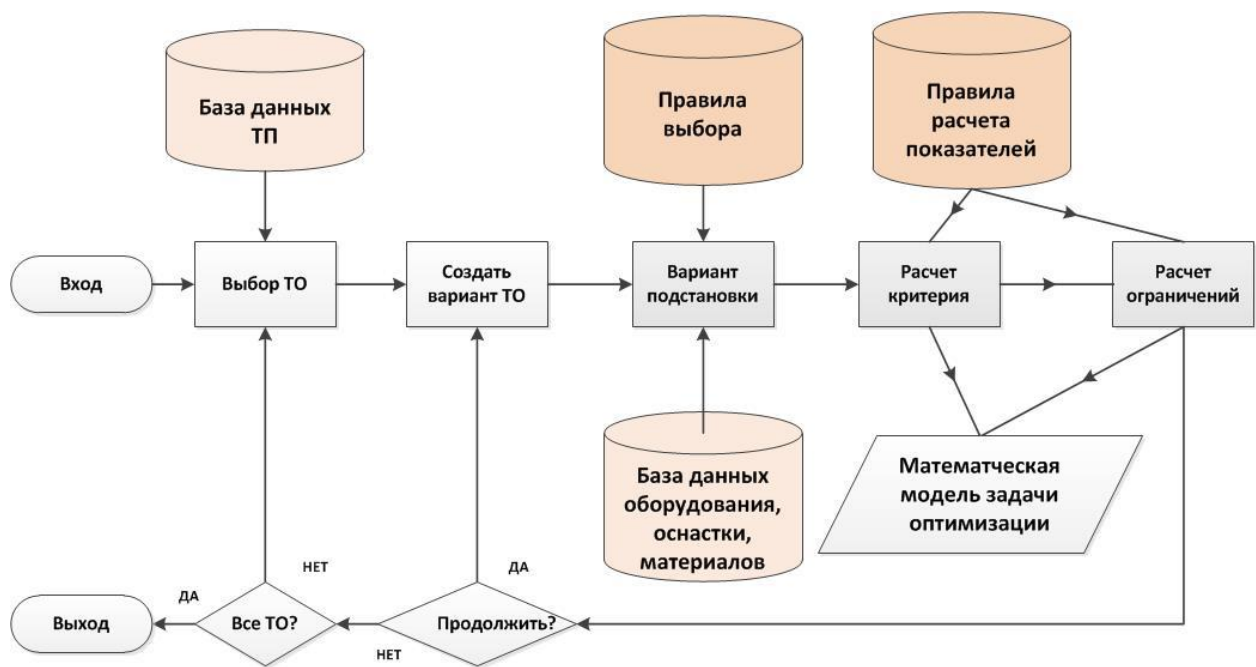 База данных
ТП
Правила
выбора
Правила
расчета
показателей
Вход
Выбор ТО
Создать
вариант ТО
Вариант
подстановки
Расчет
критерия
Расчет
ограничений
База данных
оборудования,
оснастки,
материалов
Математческая
модель задачи
оптимизации
НЕТ
ДА
ДА
Выход
Все ТО?
Продолжить?
НЕТ